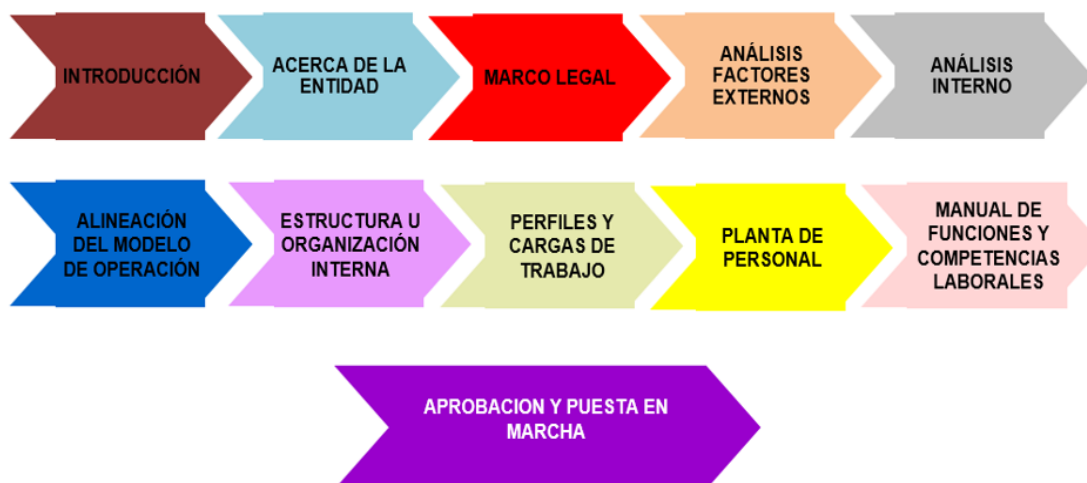 INTRODUCCIÓN
ACERCA DE LA
ENTIDAD
MARCO LEGAL
ANÁLISIS
FACTORES
EXTERNOS
ANÁLISIS
INTERNO
ALINEACIÓN
DEL MODELO
DE OPERACIÓN
ESTRUCTURA U
ORGANIZACIÓN
INTERNA
PERFILES Y
CARGAS DE
TRABAJO
PLANTA DE
PERSONAL
MANUAL DE
FUNCIONES Y
COMPETENCIAS
LABORALES
APROBACION Y PUESTA EN
MARCHA